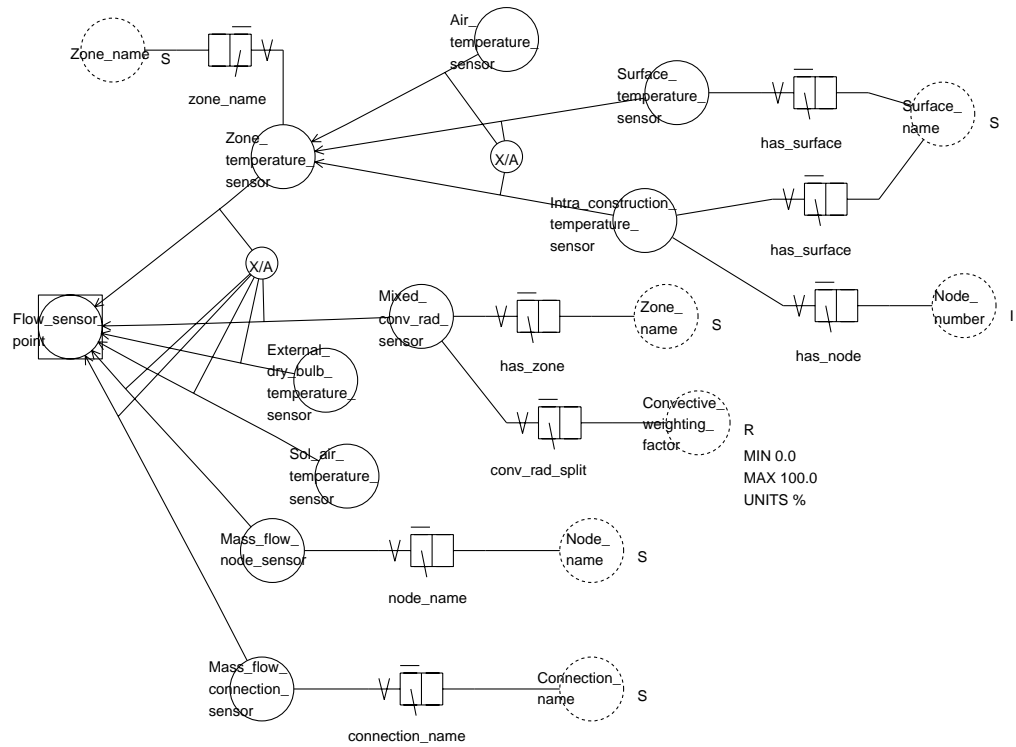 Zone_name
S
zone_name
Air_
temperature_
sensor
Surface_
temperature_
sensor
has_surface
Surface_
name
S
Zone_
temperature_
sensor
X/A
Intra_construction_
temperature_
sensor
has_surface
X/A
Flow_sensor_
point
Mixed_
conv_rad_
sensor
has_zone
Zone_
name
S
has_node
Node_
number
I
External_
dry_bulb_
temperature_
sensor
conv_rad_split
Convective_
weighting_
factor
R
MIN 0.0
MAX 100.0
UNITS %
Sol_air_
temperature_
sensor
Mass_flow_
node_sensor
node_name
Node_
name
S
Mass_flow_
connection_
sensor
connection_name
Connection_
name
S